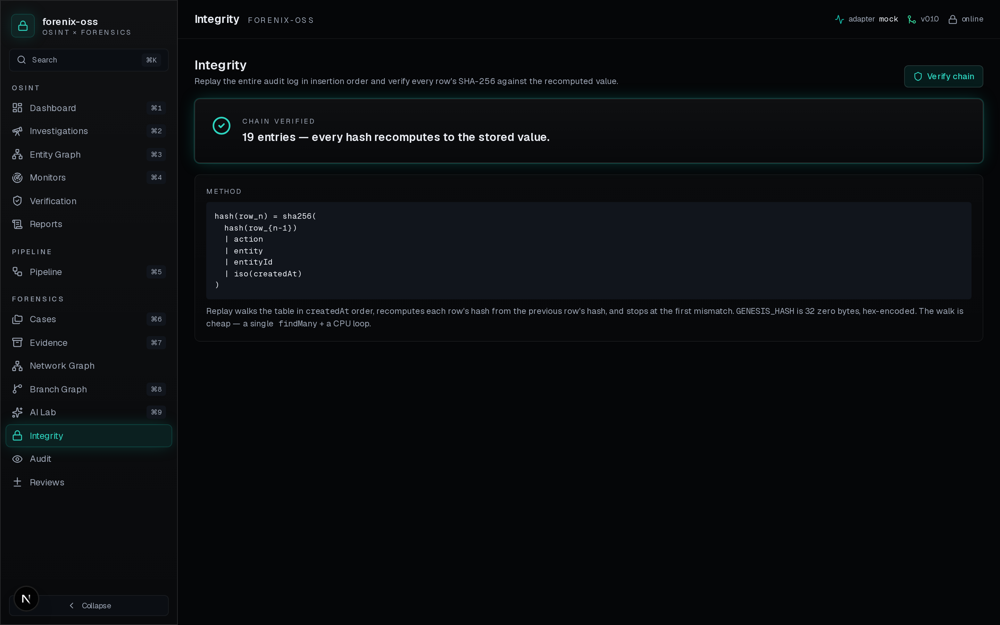 forenix-oss
OSINT × FORENSICS
Search ⌘K
OSINT
Dashboard ⌘1
Investigations ⌘2
Entity Graph ⌘3
Monitors ⌘4
Verification
Reports
PIPELINE
Pipeline ⌘5
FORENSICS
Cases ⌘6
Evidence ⌘7
Network Graph
Branch Graph ⌘8
AI Lab ⌘9
Integrity
Audit
Reviews
N
Collapse
Integrity FORENIX-OSS
adapter mock v0.1.0 online
Integrity
Replay the entire audit log in insertion order and verify every row's SHA-256 against the recomputed value.
Verify chain
CHAIN VERIFIED
19 entries — every hash recomputes to the stored value.
METHOD
hash(row_n) = sha256(
  hash(row_{n-1})
  | action
  | entity
  | entityId
  | iso(createdAt)
)
Replay walks the table in createdAt order, recomputes each row's hash from the previous row's hash, and stops at the first mismatch. GENESIS_HASH is 32 zero bytes, hex-encoded. The walk is
cheap — a single findMany + a CPU loop.